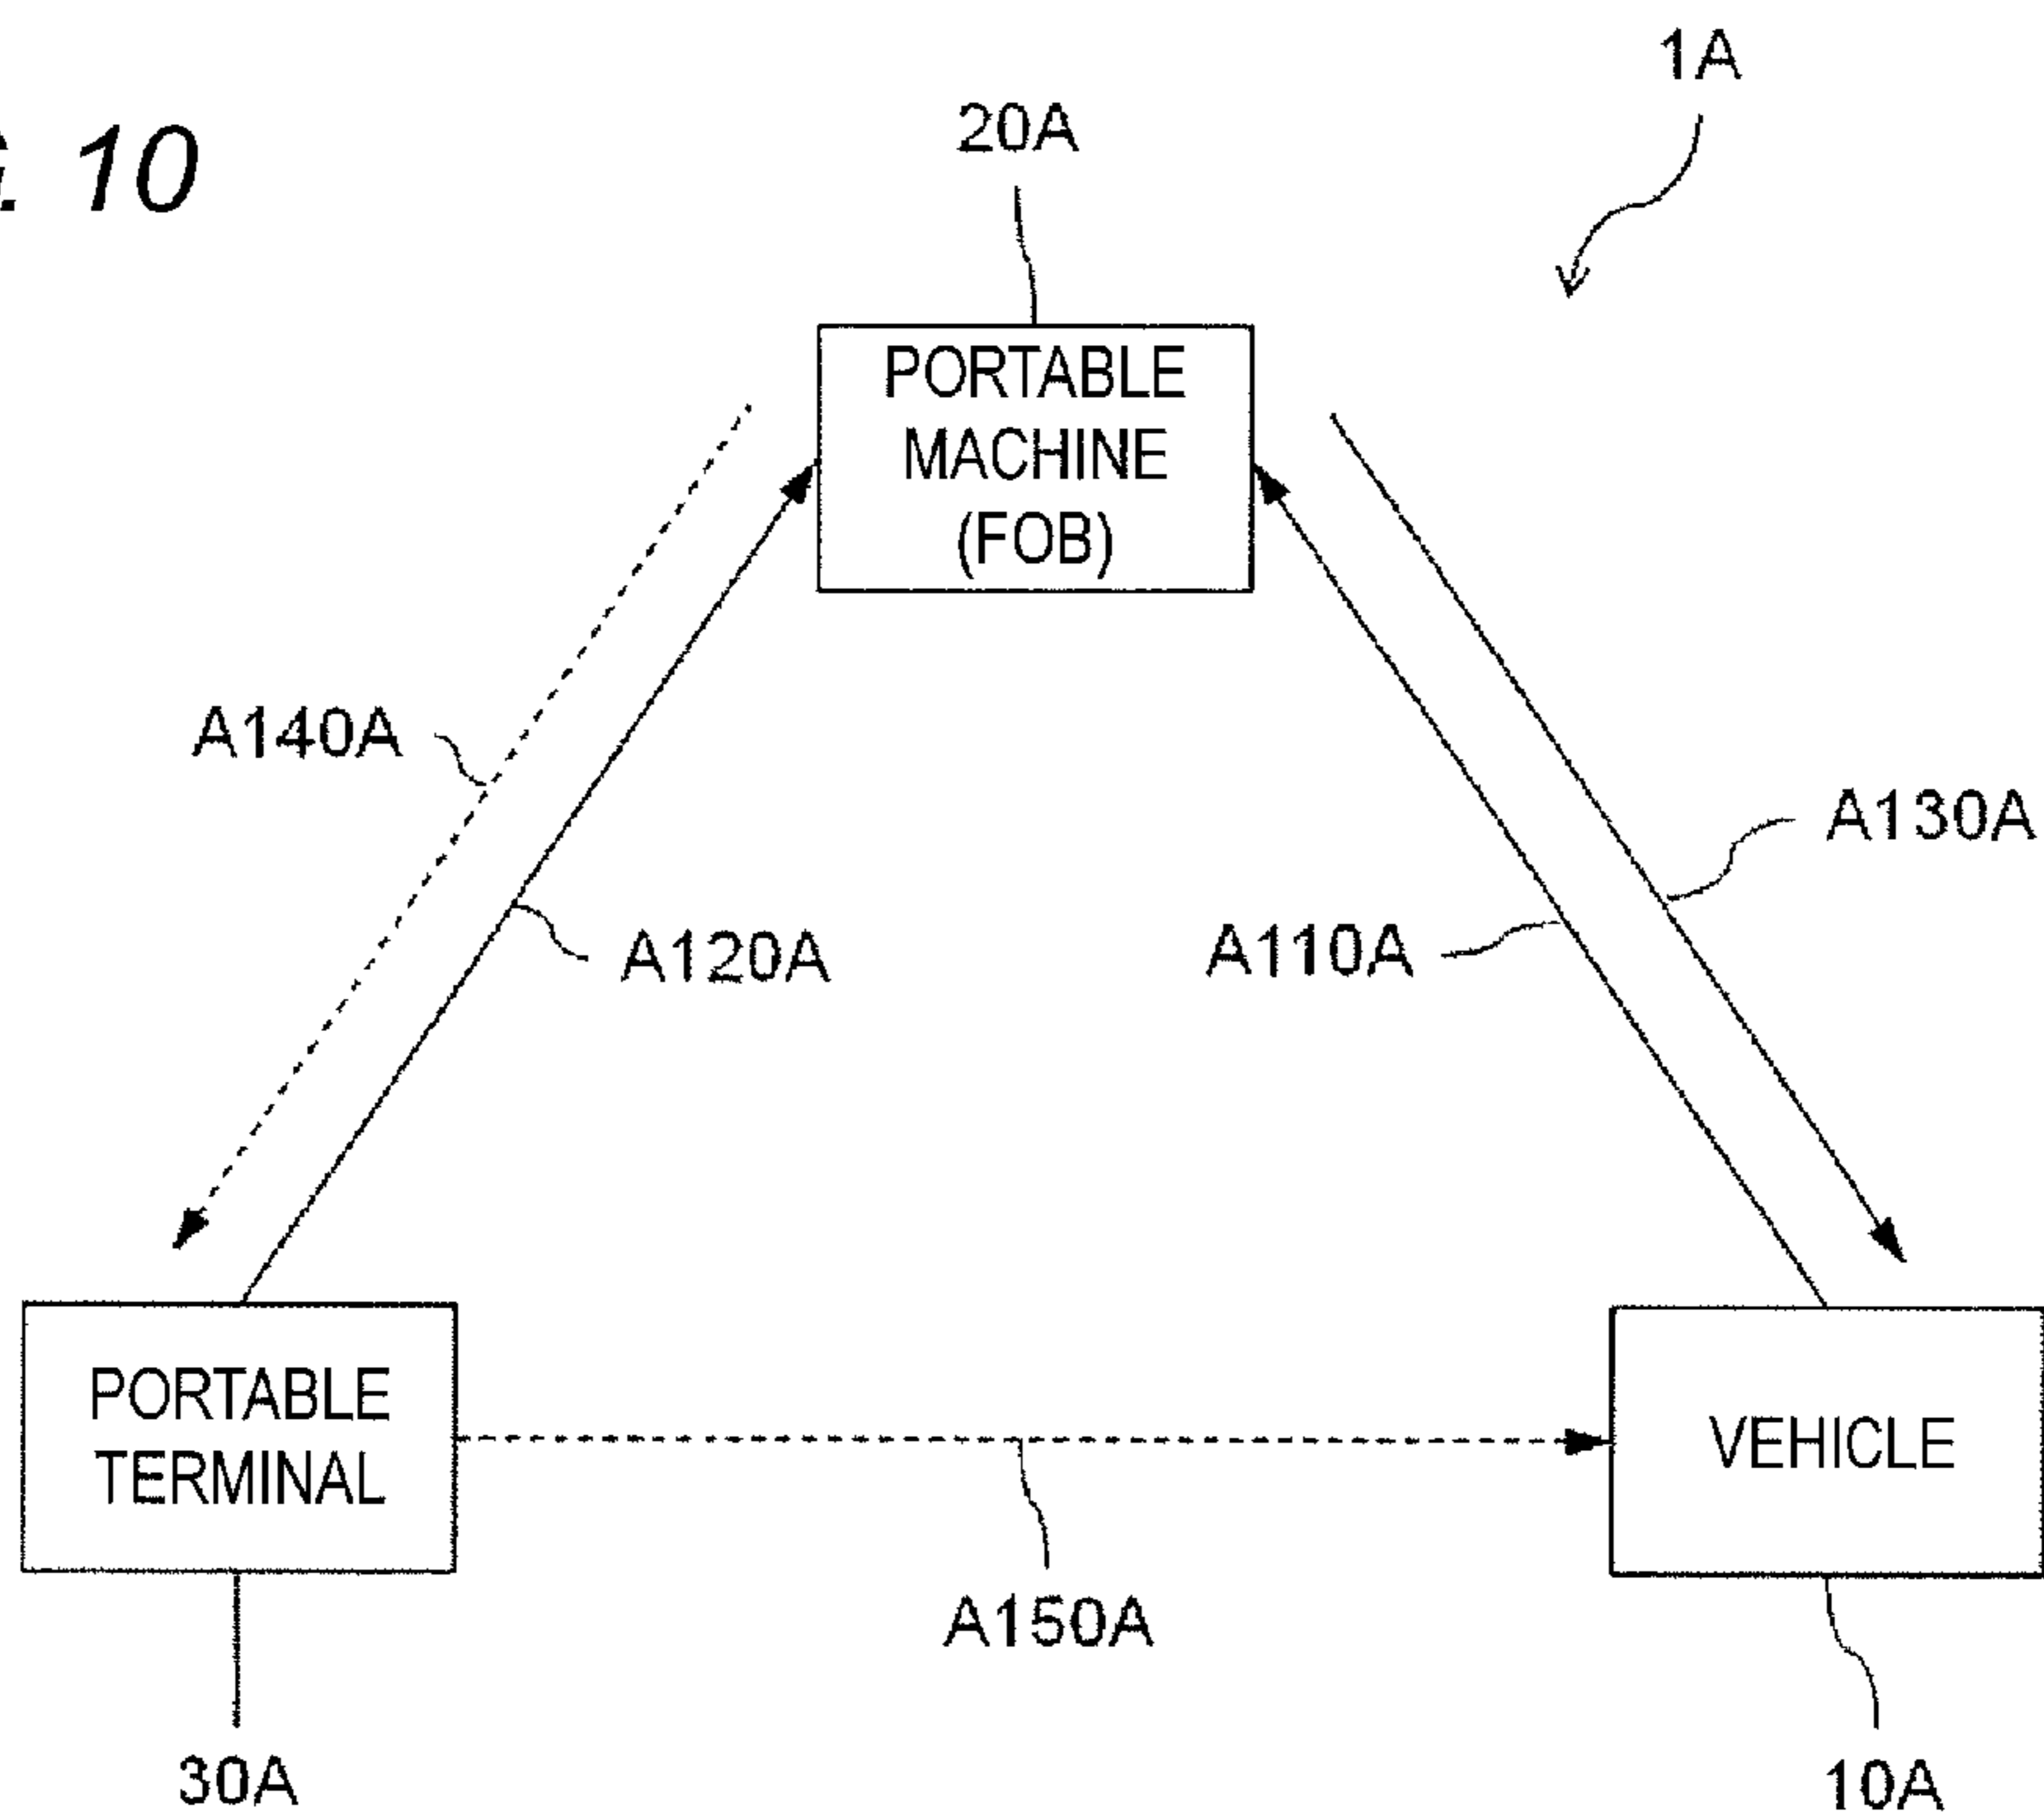 10
1A
20A
PORTABLE
MACHINE
(FOB)
A140A
A130A
A120A
A110A
PORTABLE
TERMINAL
VEHICLE
A150A
30A
10A